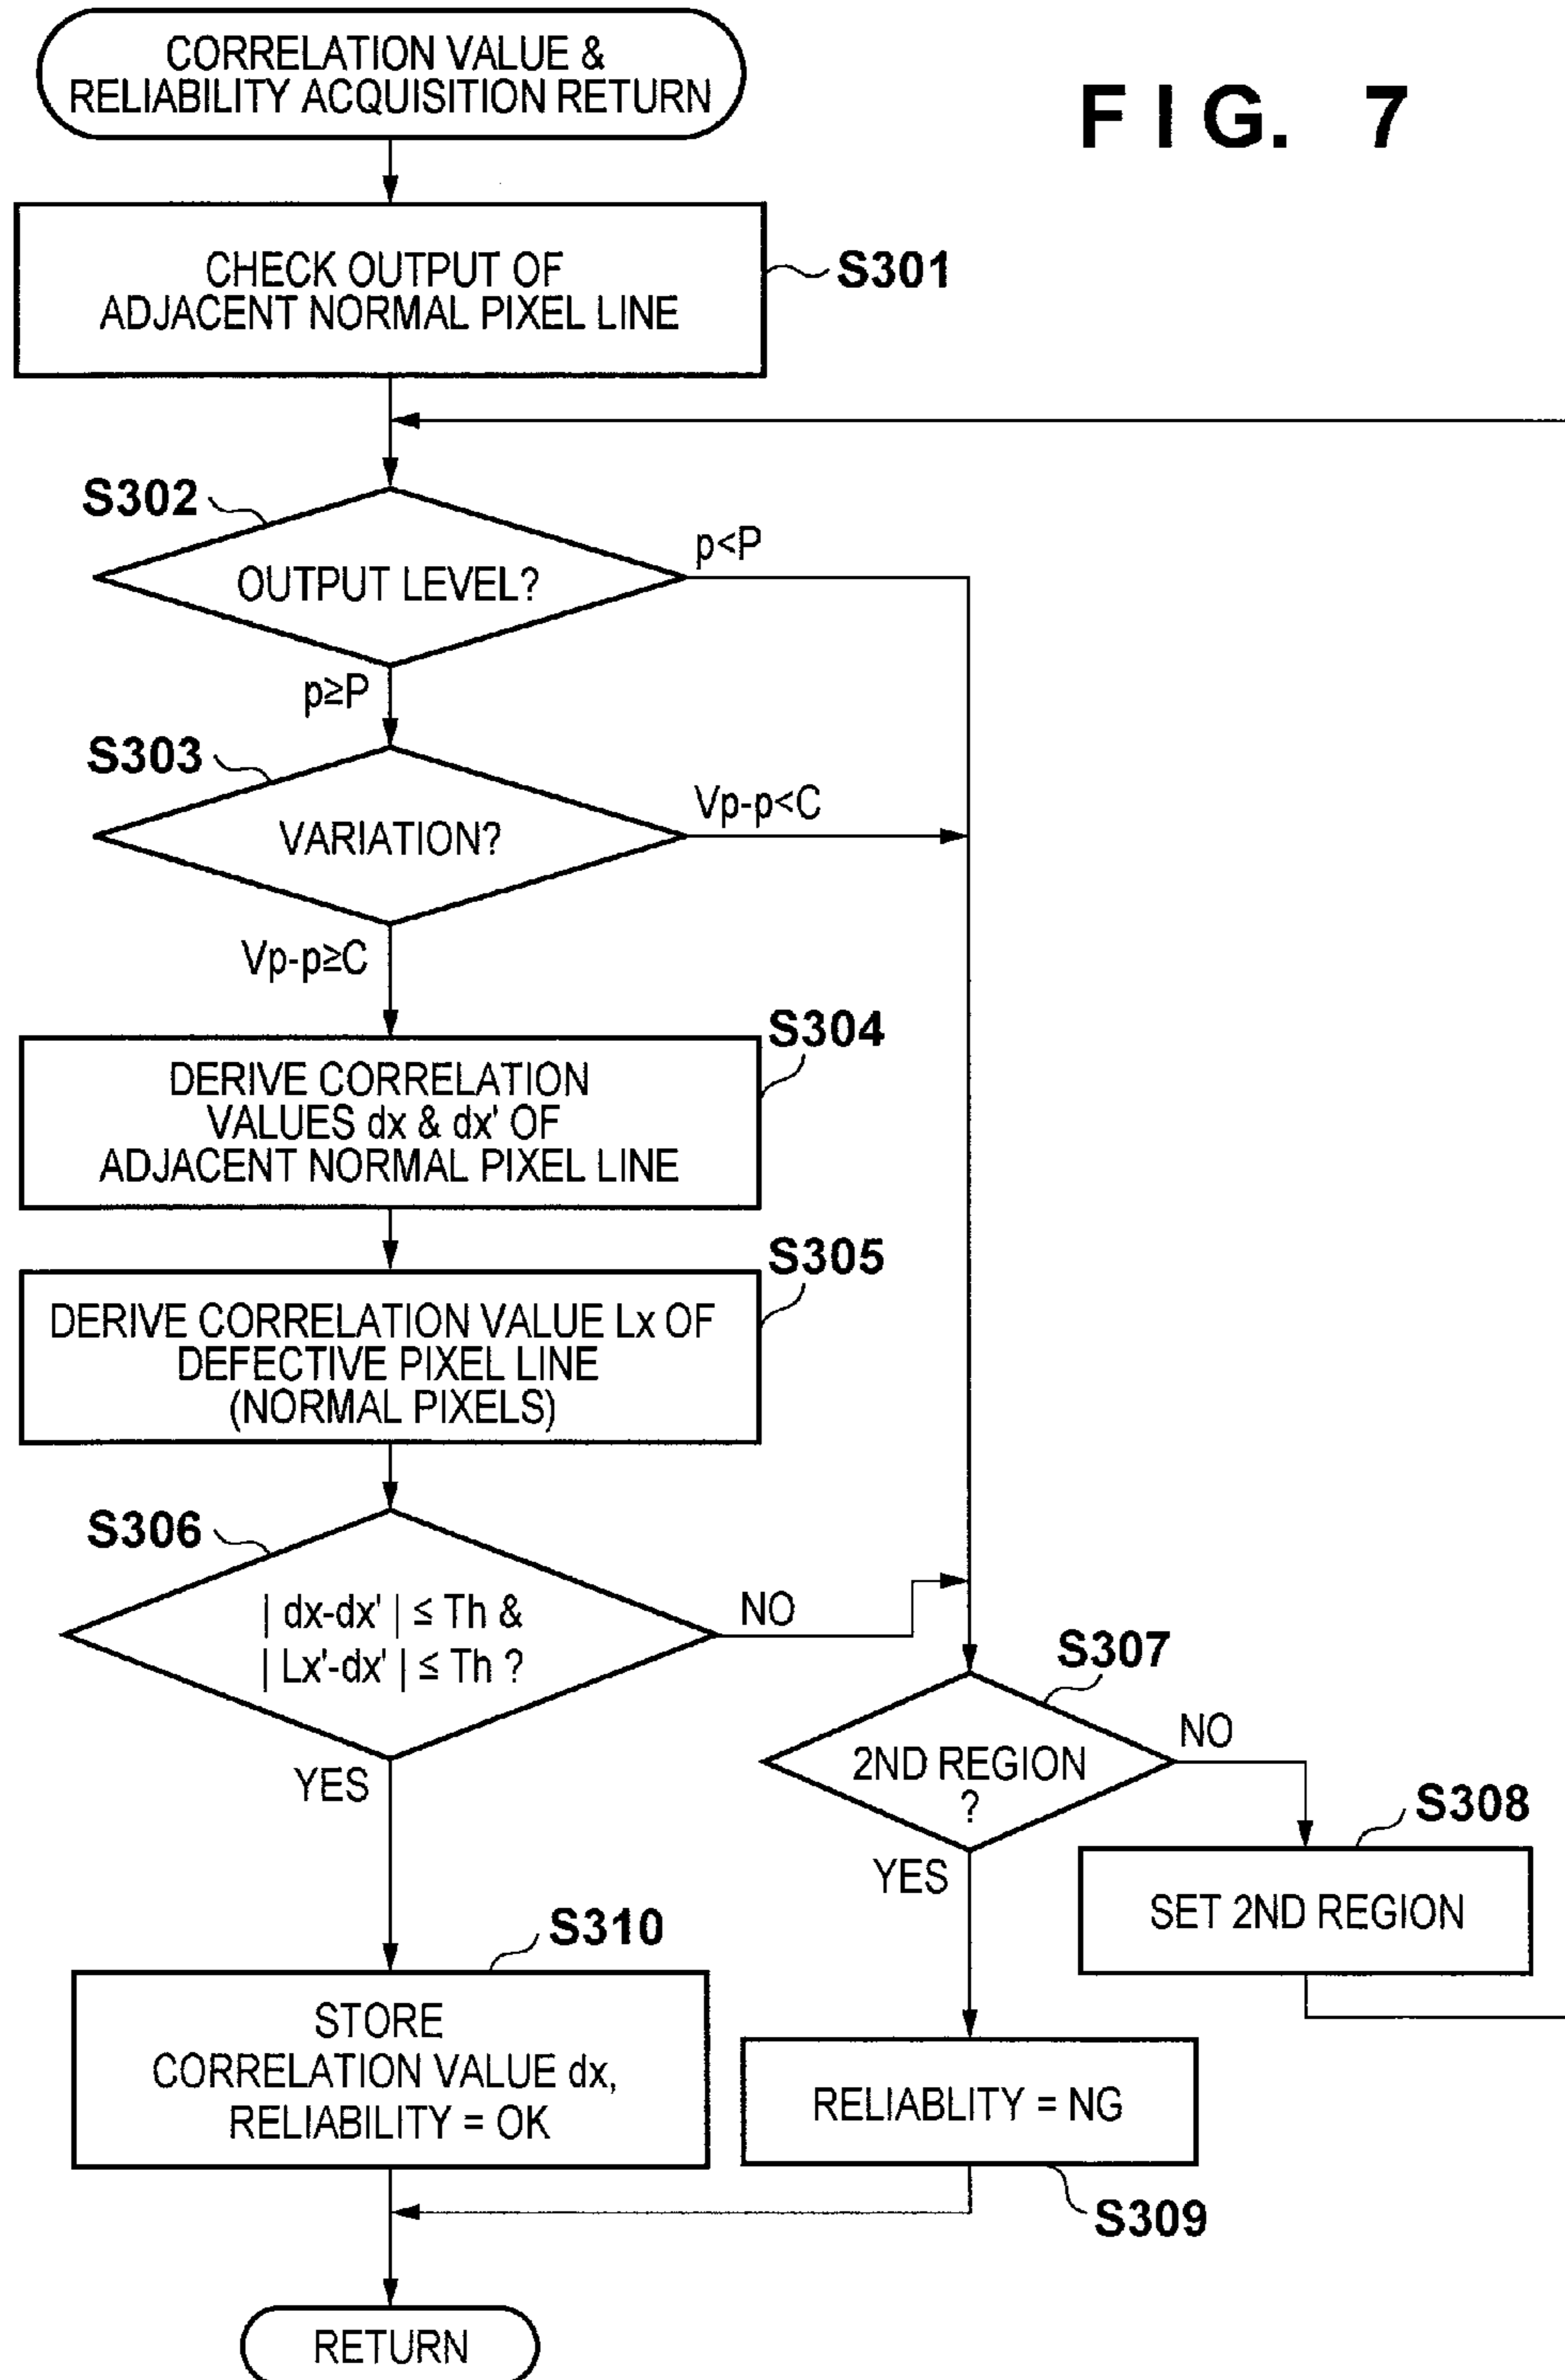 CORRELATION VALUE &
RELIABILITY ACQUISITION RETURN
FIG. 7
CHECK OUTPUT OF
ADJACENT NORMAL PIXEL LINE
S301
S302
OUTPUT LEVEL?
p<P
p≥P
S303
VARIATION?
Vp-p<C
Vp-p≥C
S304
DERIVE CORRELATION
VALUES dx & dx' OF
ADJACENT NORMAL PIXEL LINE
S305
DERIVE CORRELATION VALUE Lx OF
DEFECTIVE PIXEL LINE
(NORMAL PIXELS)
S306
| dx-dx' | ≤ Th &
| Lx'-dx' | ≤ Th ?
NO
YES
S307
2ND REGION
?
NO
YES
S308
SET 2ND REGION
S310
STORE
CORRELATION VALUE dx,
RELIABILITY = OK
RELIABLITY = NG
S309
RETURN